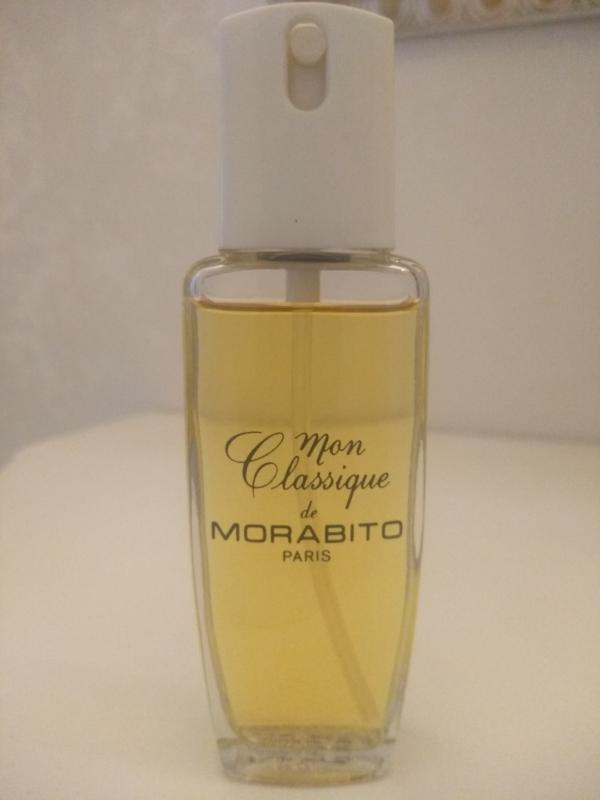 Mon
Classique
de
MORABITO
PARIS